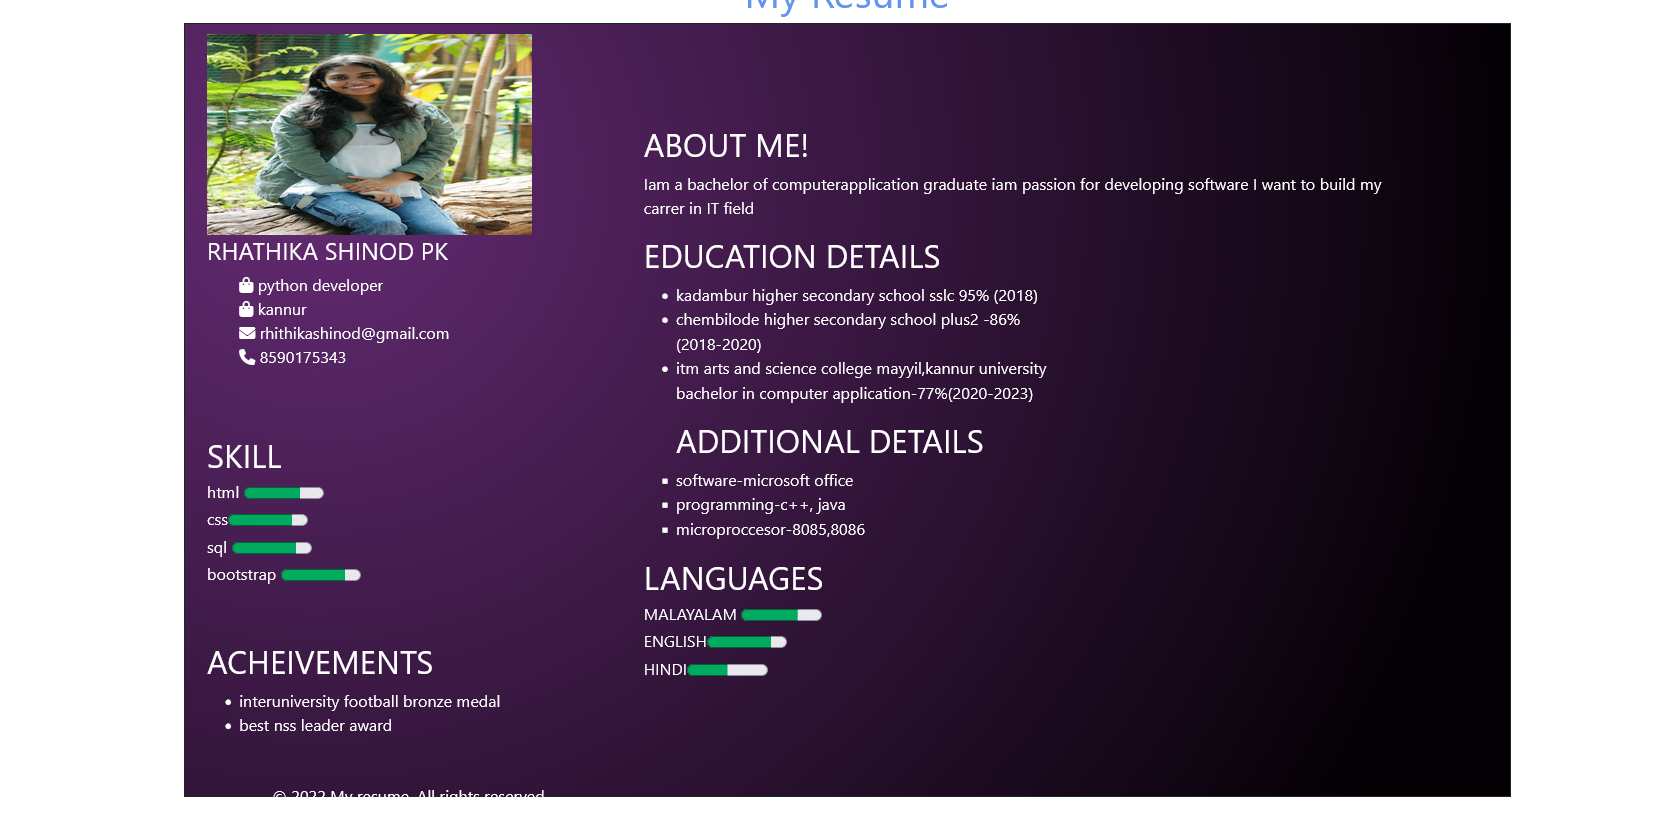 My Resume
RHATHIKA SHINOD PK
python developer
kannur
rhithikashinod@gmail.com
8590175343
SKILL
html
css
sql
bootstrap
ACHEIVEMENTS
interuniversity football bronze medal
best nss leader award
© 2022 My resume. All rights reserved
ABOUT ME!
Iam a bachelor of computerapplication graduate iam passion for developing software I want to build my
carrer in IT field
EDUCATION DETAILS
kadambur higher secondary school sslc 95% (2018)
chembilode higher secondary school plus2 -86%
(2018-2020)
itm arts and science college mayyil,kannur university
bachelor in computer application-77%(2020-2023)
ADDITIONAL DETAILS
software-microsoft office
programming-c++, java
microproccesor-8085,8086
LANGUAGES
MALAYALAM
ENGLISH
HINDI